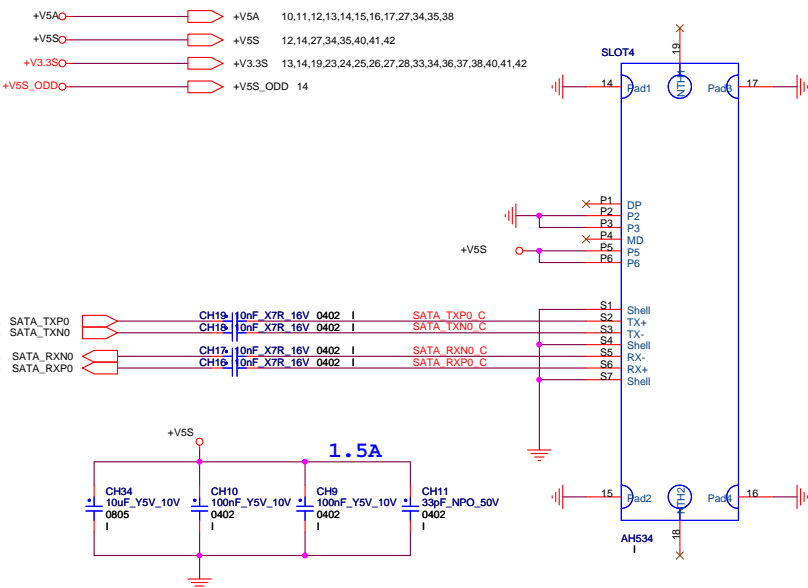 +V5A +V5A 10,11,12,13,14,15,16,17,27,34,35,38
+V5S +V5S 12,14,27,34,35,40,41,42
+V3.3S +V3.3S 13,14,19,23,24,25,26,27,28,33,34,36,37,38,40,41,42
+V5S_ODD +V5S_ODD 14
SLOT4
19
NTH1
14 Pad1 Pad3 17
P1 DP
P2 P2
P3 P3
P4 MD
+V5S P5 P5
P6 P6
S1 Shell
SATA_TXP0 CH19 10nF_X7R_16V 0402 I SATA_TXP0_C S2 TX+
SATA_TXN0 CH18 10nF_X7R_16V 0402 I SATA_TXN0_C S3 TX-
S4 Shell
SATA_RXN0 CH17 10nF_X7R_16V 0402 I SATA_RXN0_C S5 RX-
SATA_RXP0 CH16 10nF_X7R_16V 0402 I SATA_RXP0_C S6 RX+
S7 Shell
+V5S
1.5A
CH34 CH10 CH9 CH11
10uF_Y5V_10V 100nF_Y5V_10V 100nF_Y5V_10V 33pF_NPO_50V
0805 0402 0402 0402
I I I I
15 Pad2 NTH2 Pad4 16
18
AH534
I